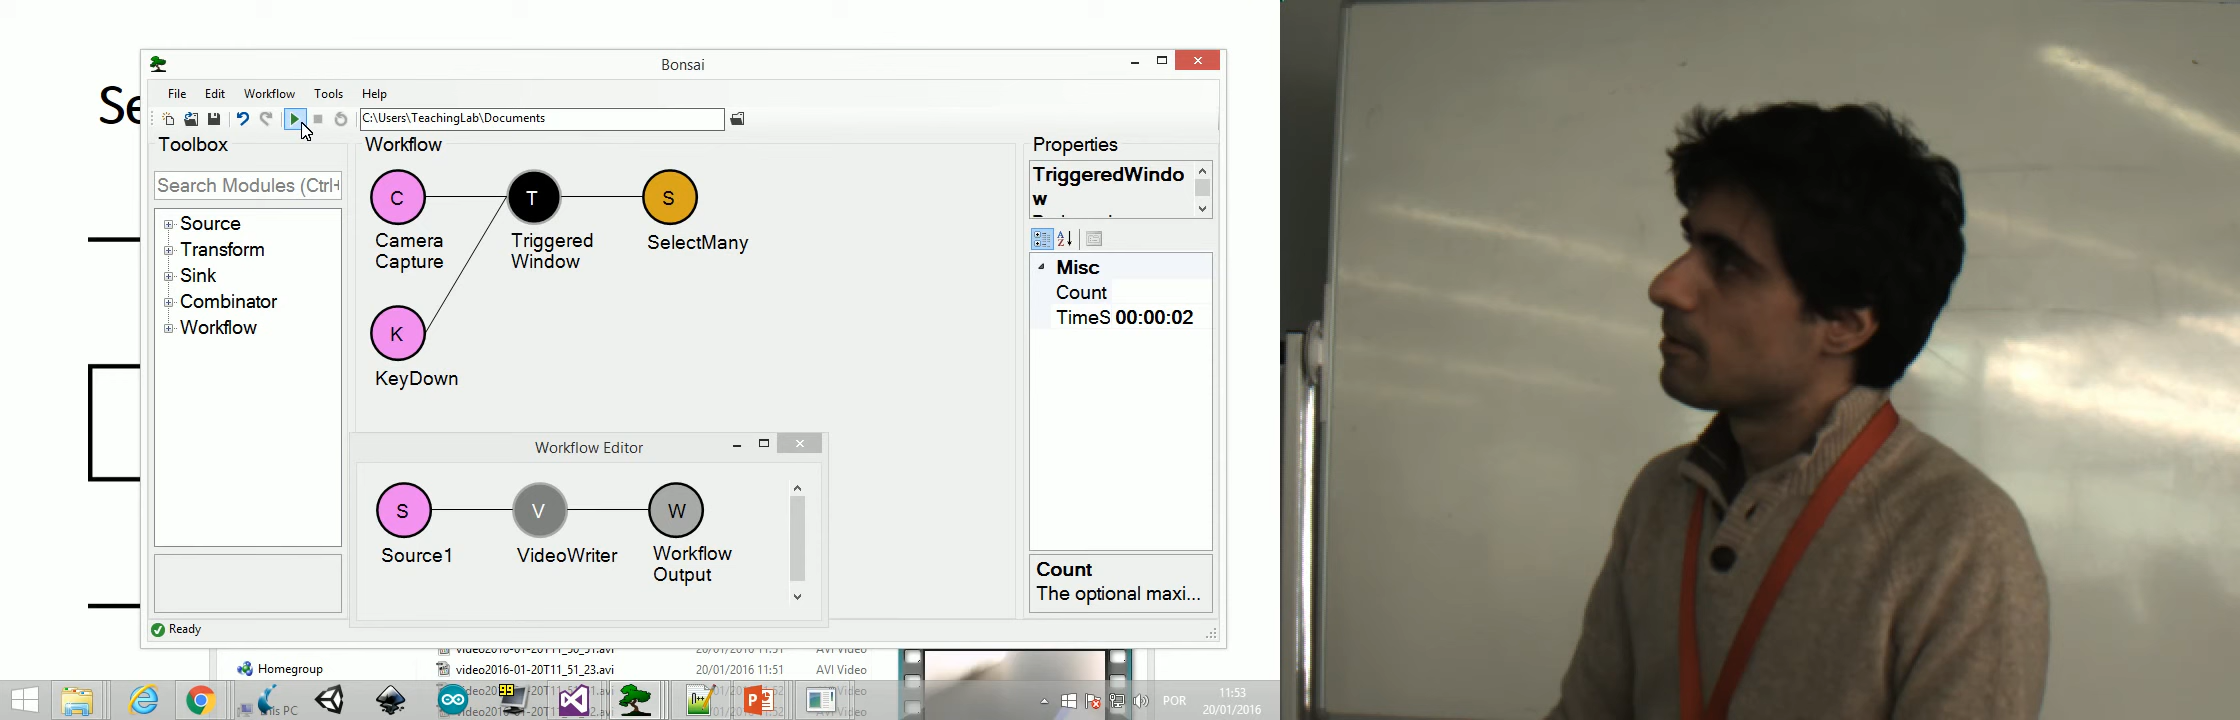 Se
Bonsai
File Edit Workflow Tools Help
C:\Users\TeachingLab\Documents
Toolbox
Workflow
Properties
Search Modules (Ctrl+
Source
Transform
Sink
Combinator
Workflow
C
T
S
Camera
Capture
Triggered
Window
SelectMany
K
KeyDown
TriggeredWindo
w
Misc
Count
TimeS 00:00:02
Count
The optional maxi...
Workflow Editor
S
V
W
Source1
VideoWriter
Workflow
Output
Ready
Homegroup
video2016-01-20T11_51_23.avi 20/01/2016 11:51 AVI Video
This PC
99
POR
11:53
20/01/2016